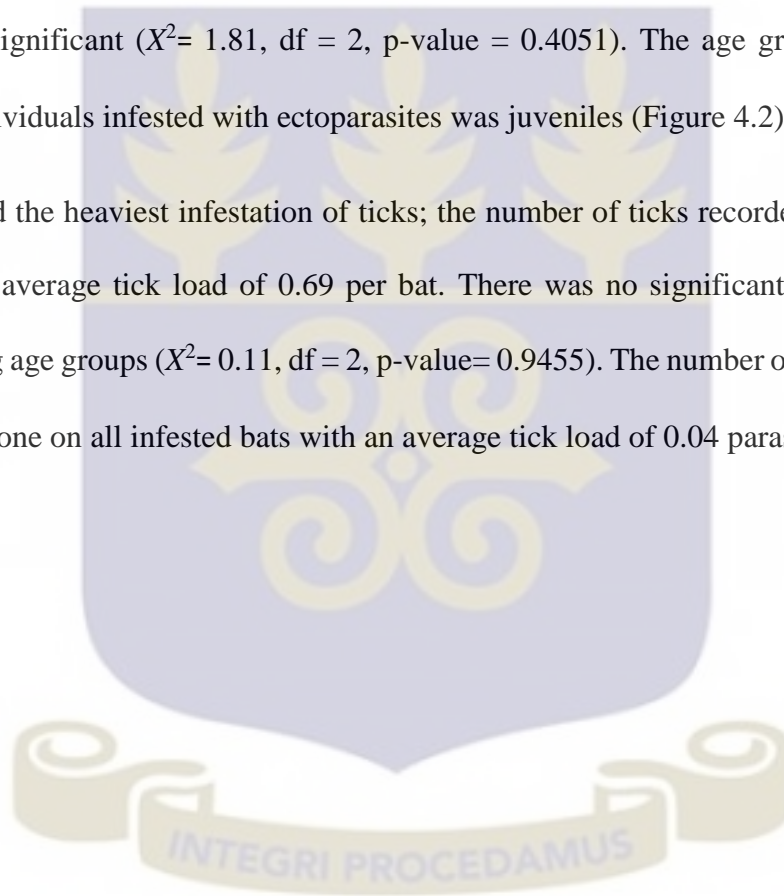 ignificant (X²= 1.81, df = 2, p-value = 0.4051). The age gr
ividuals infested with ectoparasites was juveniles (Figure 4.2)
d the heaviest infestation of ticks; the number of ticks recorde
average tick load of 0.69 per bat. There was no significant
g age groups (X²= 0.11, df = 2, p-value= 0.9455). The number o
one on all infested bats with an average tick load of 0.04 para
INTEGRI PROCEDAMUS